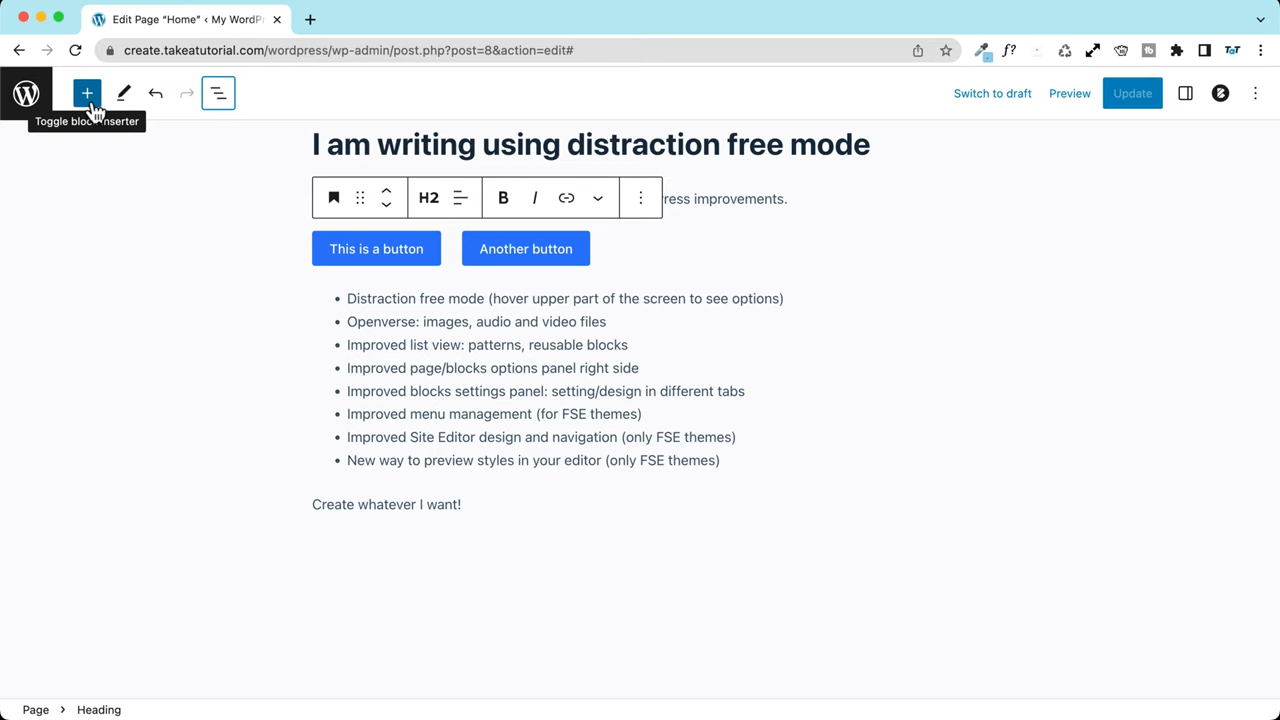 Edit Page “Home” ‹ My WordPr
create.takeatutorial.com/wordpress/wp-admin/post.php?post=8&action=edit#
f?
TaT
Switch to draft
Preview
Update
Toggle block inserter
I am writing using distraction free mode
H2
B
I
ress improvements.
This is a button
Another button
• Distraction free mode (hover upper part of the screen to see options)
• Openverse: images, audio and video files
• Improved list view: patterns, reusable blocks
• Improved page/blocks options panel right side
• Improved blocks settings panel: setting/design in different tabs
• Improved menu management (for FSE themes)
• Improved Site Editor design and navigation (only FSE themes)
• New way to preview styles in your editor (only FSE themes)
Create whatever I want!
Page › Heading